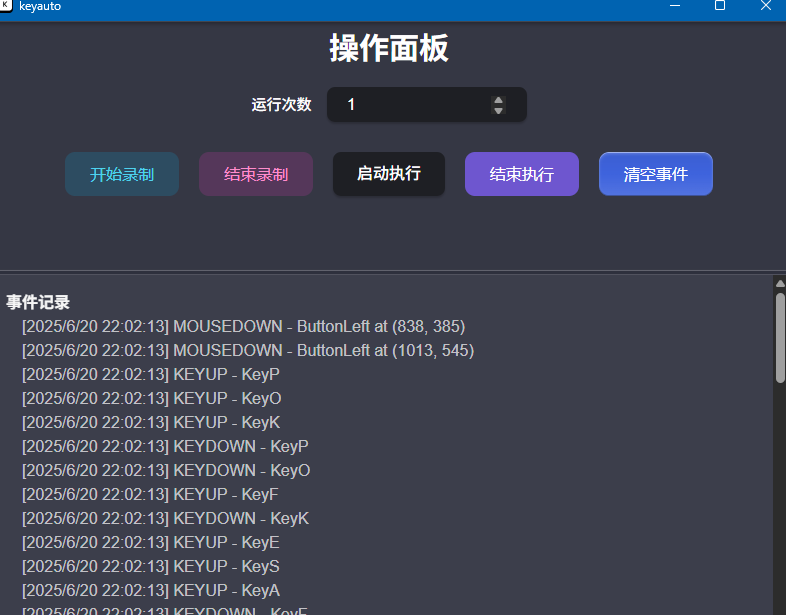 K keyauto
操作面板
运行次数 1
开始录制 结束录制 启动执行 结束执行 清空事件
事件记录
[2025/6/20 22:02:13] MOUSEDOWN - ButtonLeft at (838, 385)
[2025/6/20 22:02:13] MOUSEDOWN - ButtonLeft at (1013, 545)
[2025/6/20 22:02:13] KEYUP - KeyP
[2025/6/20 22:02:13] KEYUP - KeyO
[2025/6/20 22:02:13] KEYUP - KeyK
[2025/6/20 22:02:13] KEYDOWN - KeyP
[2025/6/20 22:02:13] KEYDOWN - KeyO
[2025/6/20 22:02:13] KEYUP - KeyF
[2025/6/20 22:02:13] KEYDOWN - KeyK
[2025/6/20 22:02:13] KEYUP - KeyE
[2025/6/20 22:02:13] KEYUP - KeyS
[2025/6/20 22:02:13] KEYUP - KeyA
[2025/6/20 22:02:13] KEYDOWN